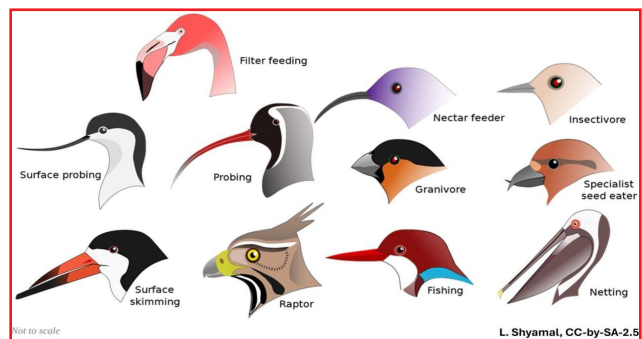 Filter feeding
Nectar feeder
Insectivore
Surface probing
Probing
Granivore
Specialist
seed eater
Surface
skimming
Raptor
Fishing
Netting
Not to scale
L. Shyamal, CC-by-SA-2.5